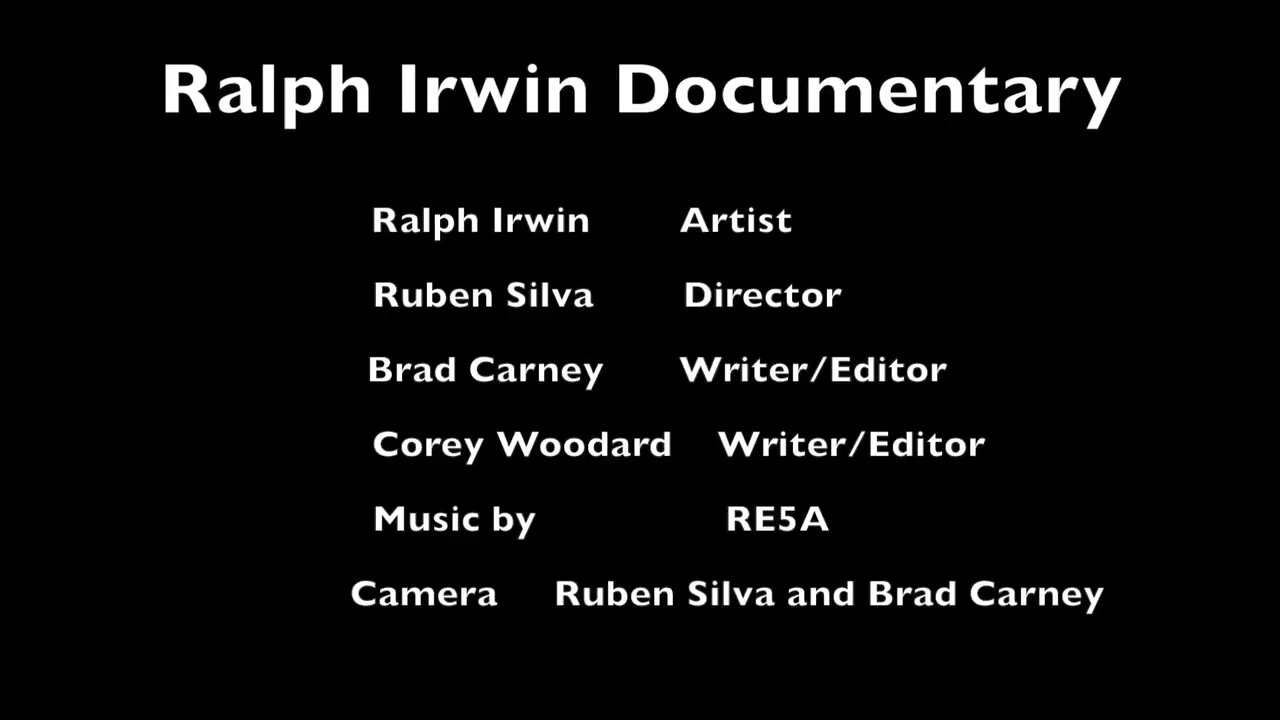 Ralph Irwin Documentary
Ralph Irwin Artist
Ruben Silva Director
Brad Carney Writer/Editor
Corey Woodard Writer/Editor
Music by RE5A
Camera Ruben Silva and Brad Carney